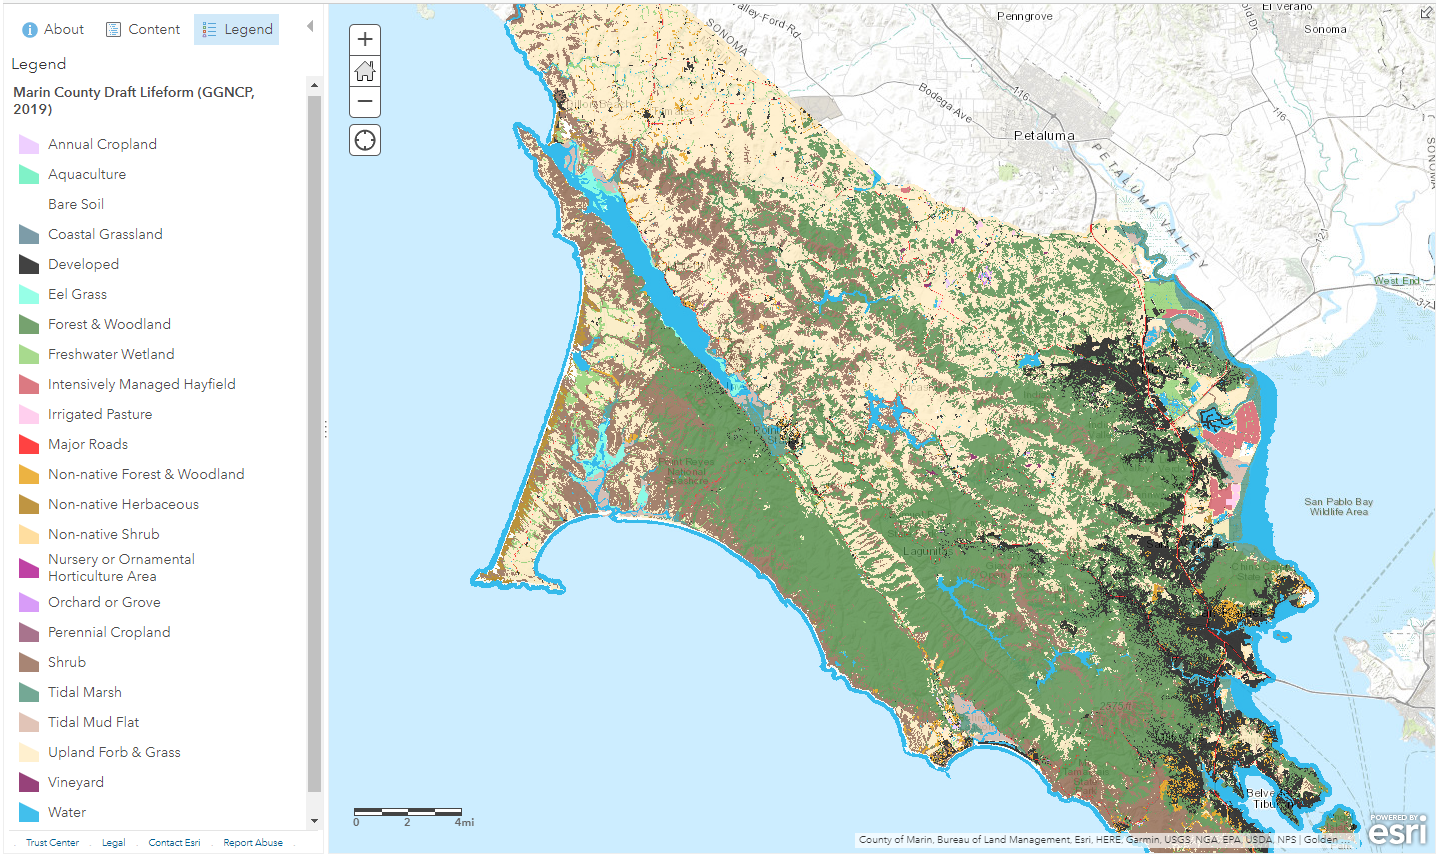 About
Content
Legend
Legend
Marin County Draft Lifeform (GGNCP,
2019)
Annual Cropland
Aquaculture
Bare Soil
Coastal Grassland
Developed
Eel Grass
Forest & Woodland
Freshwater Wetland
Intensively Managed Hayfield
Irrigated Pasture
Major Roads
Non-native Forest & Woodland
Non-native Herbaceous
Non-native Shrub
Nursery or Ornamental
Horticulture Area
Orchard or Grove
Perennial Cropland
Shrub
Tidal Marsh
Tidal Mud Flat
Upland Forb & Grass
Vineyard
Water
Trust Center
Legal
Contact Esri
Report Abuse
+
−
0 2 4mi
alley-Ford Rd
SONOMA
Penngrove
El Verano
Sonoma
116
Bodega Ave
Petaluma
116
PETALUMA VALLEY
SONOMA
121
West End
37
Point Reyes
National
Seashore
San Pablo Bay
Wildlife Area
Lagunit
2575 ft
Belve
Tibu
County of Marin, Bureau of Land Management, Esri, HERE, Garmin, USGS, NGA, EPA, USDA, NPS | Golden ...
POWERED BY
esri